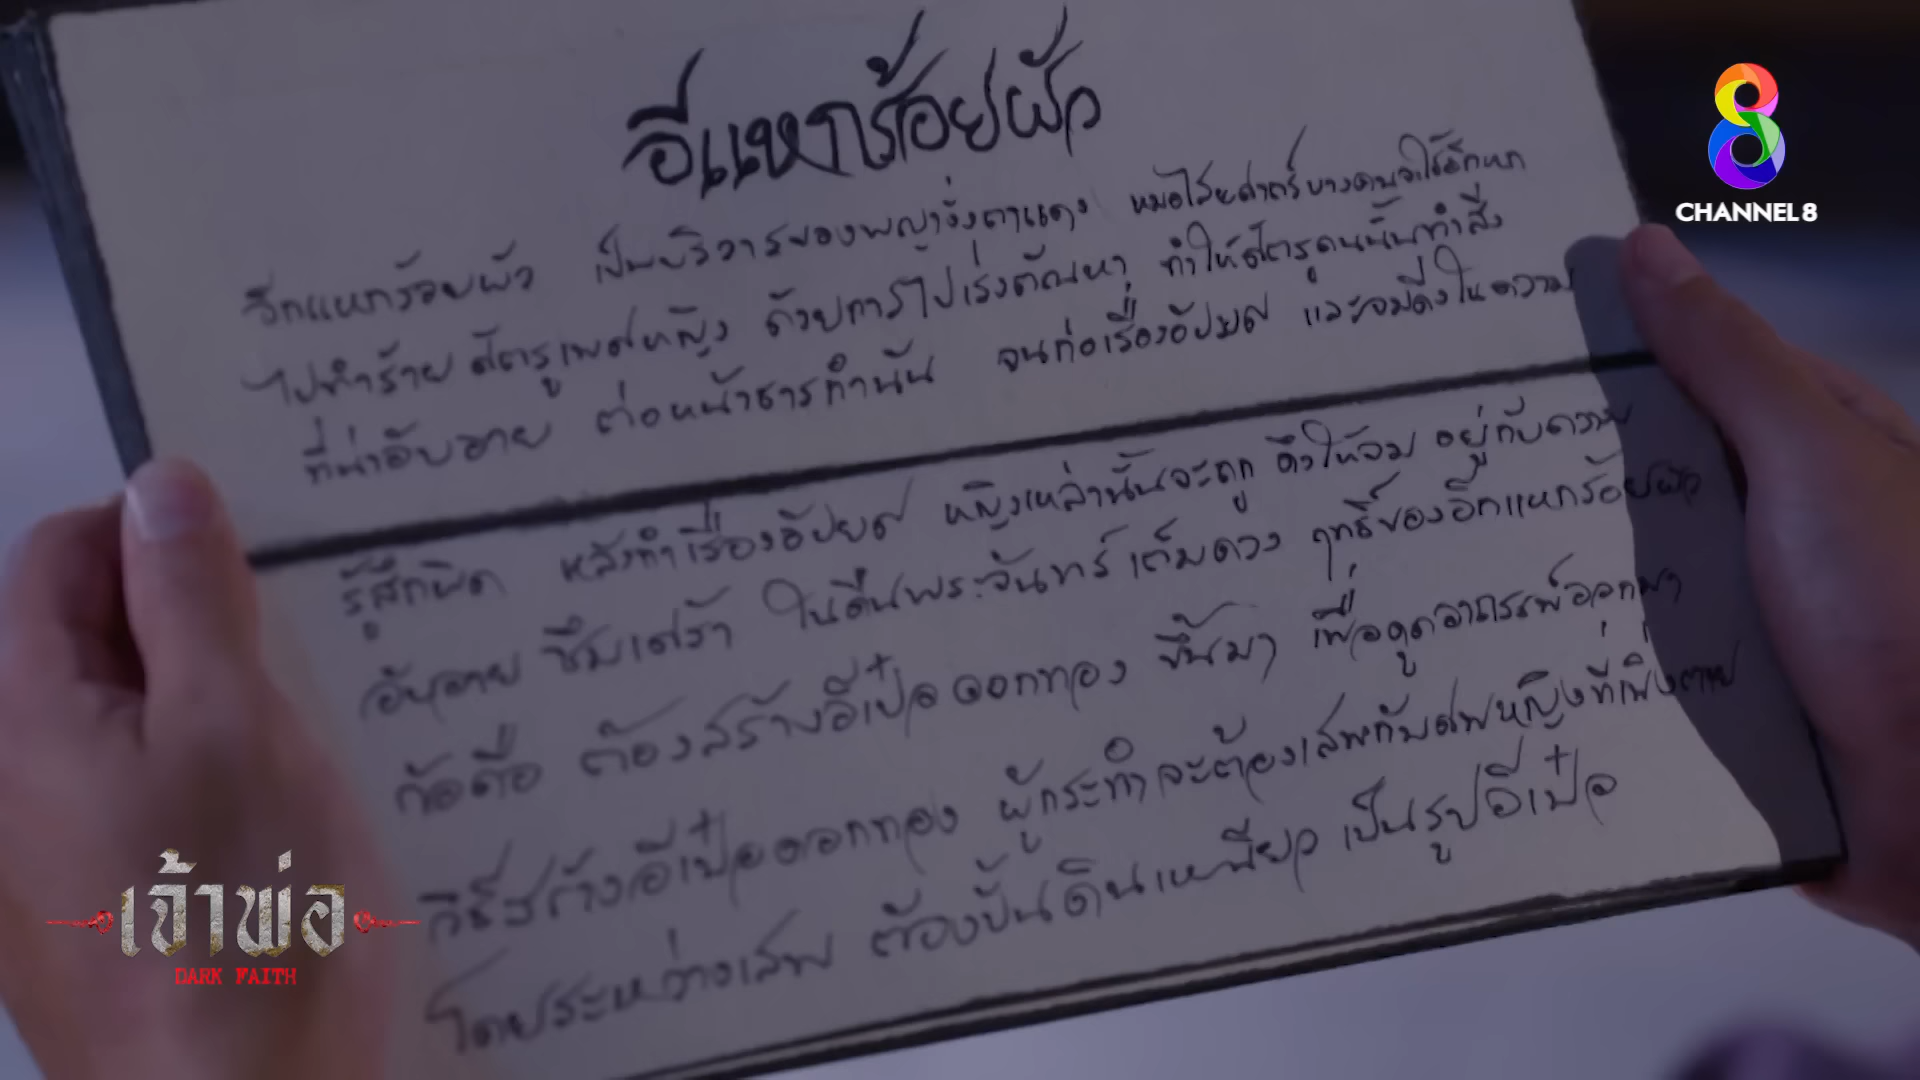 อีแหกร้อยผัว
อีกแหกร้อยผัว เป็นบริวารของพญางั่งตาแดง หมอไสยศาสตร์บางคนจะใช้อีกแหก
ไปทำร้ายศัตรูเพศหญิง ด้วยการไปเร่งตัณหา ทำให้ศัตรูคนนั้นทำสิ่ง
ที่น่าอับอาย ต่อหน้าธารกำนัน จนก่อเรื่องอัปยศ และจมดิ่งในความ
รู้สึกผิด หลังทำเรื่องอัปยศ หญิงเหล่านั้นจะถูก ดึงให้จม อยู่กับความ
อับอาย ซึมเศร้า ในคืนพระจันทร์เต็มดวง ฤทธิ์ของอีกแหกร้อยผัว
ก้อคือ ต้องสร้างอีเป๋อดอกทอง ขึ้นมา เพื่อดูดอาถรรพ์ออกมา
วิธีสร้างอีเป๋อดอกทอง ผู้กระทำจะต้องเสพกับศพหญิงที่เพิ่งตาย
โดยระหว่างเสพ ต้องปั้นดินเหนียว เป็นรูปอีเป๋อ
CHANNEL 8
เจ้าพ่อ
DARK FAITH